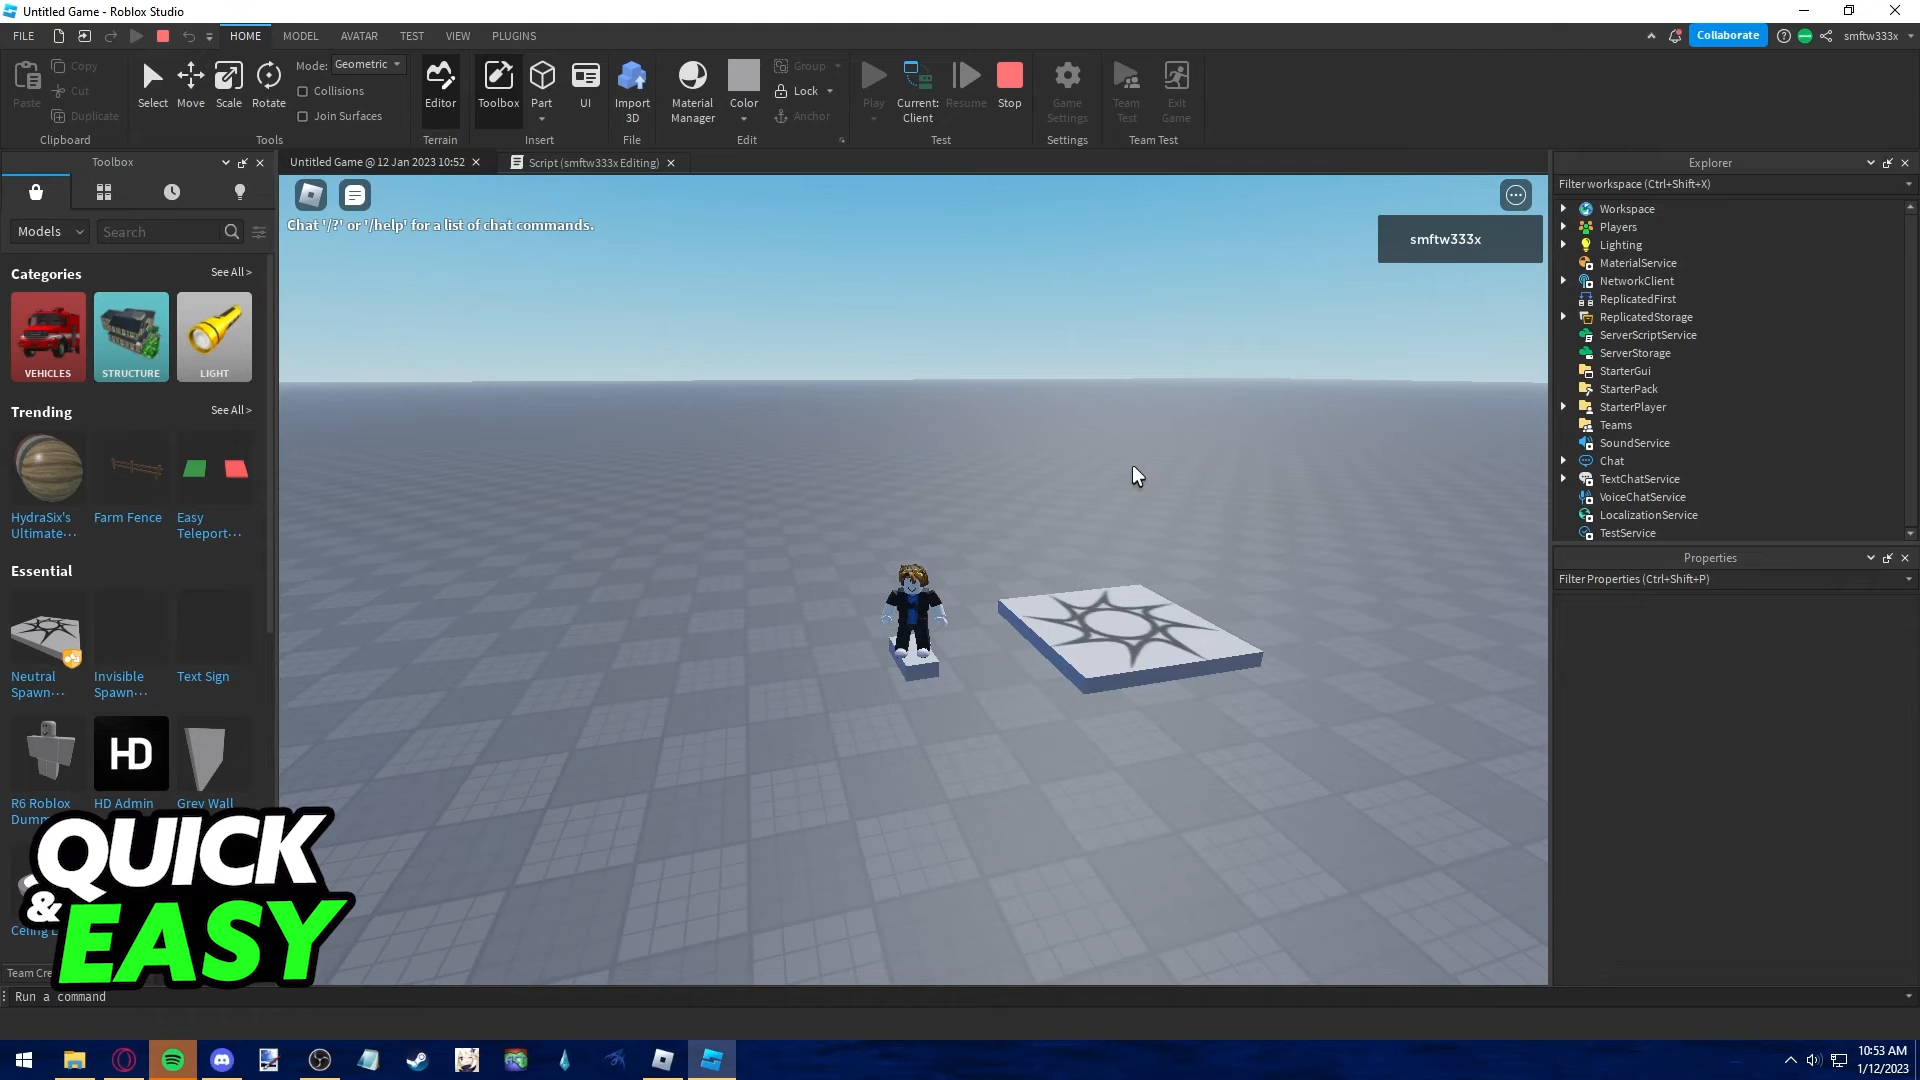 Untitled Game - Roblox Studio
FILE HOME MODEL AVATAR TEST VIEW PLUGINS Collaborate smftw333x
Paste Copy Cut Duplicate
Clipboard
Select Move Scale Rotate
Mode: Geometric
Collisions
Join Surfaces
Tools
Editor
Terrain
Toolbox Part UI
Insert
Import 3D
File
Material Manager Color
Group
Lock
Anchor
Edit
Play Current: Client Resume Stop
Test
Game Settings
Settings
Team Test Exit Game
Team Test
Toolbox
Models Search
Categories See All >
VEHICLES STRUCTURE LIGHT
Trending See All >
HydraSix's Ultimate... Farm Fence Easy Teleport...
Essential
Neutral Spawn... Invisible Spawn... Text Sign
HD
R6 Roblox Dumm HD Admin Grey Wall
Ceiling
Team Cre
Run a command
QUICK
&
EASY
Untitled Game @ 12 Jan 2023 10:52
Script (smftw333x Editing)
Chat '/?' or '/help' for a list of chat commands.
smftw333x
Explorer
Filter workspace (Ctrl+Shift+X)
Workspace
Players
Lighting
MaterialService
NetworkClient
ReplicatedFirst
ReplicatedStorage
ServerScriptService
ServerStorage
StarterGui
StarterPack
StarterPlayer
Teams
SoundService
Chat
TextChatService
VoiceChatService
LocalizationService
TestService
Properties
Filter Properties (Ctrl+Shift+P)
10:53 AM
1/12/2023